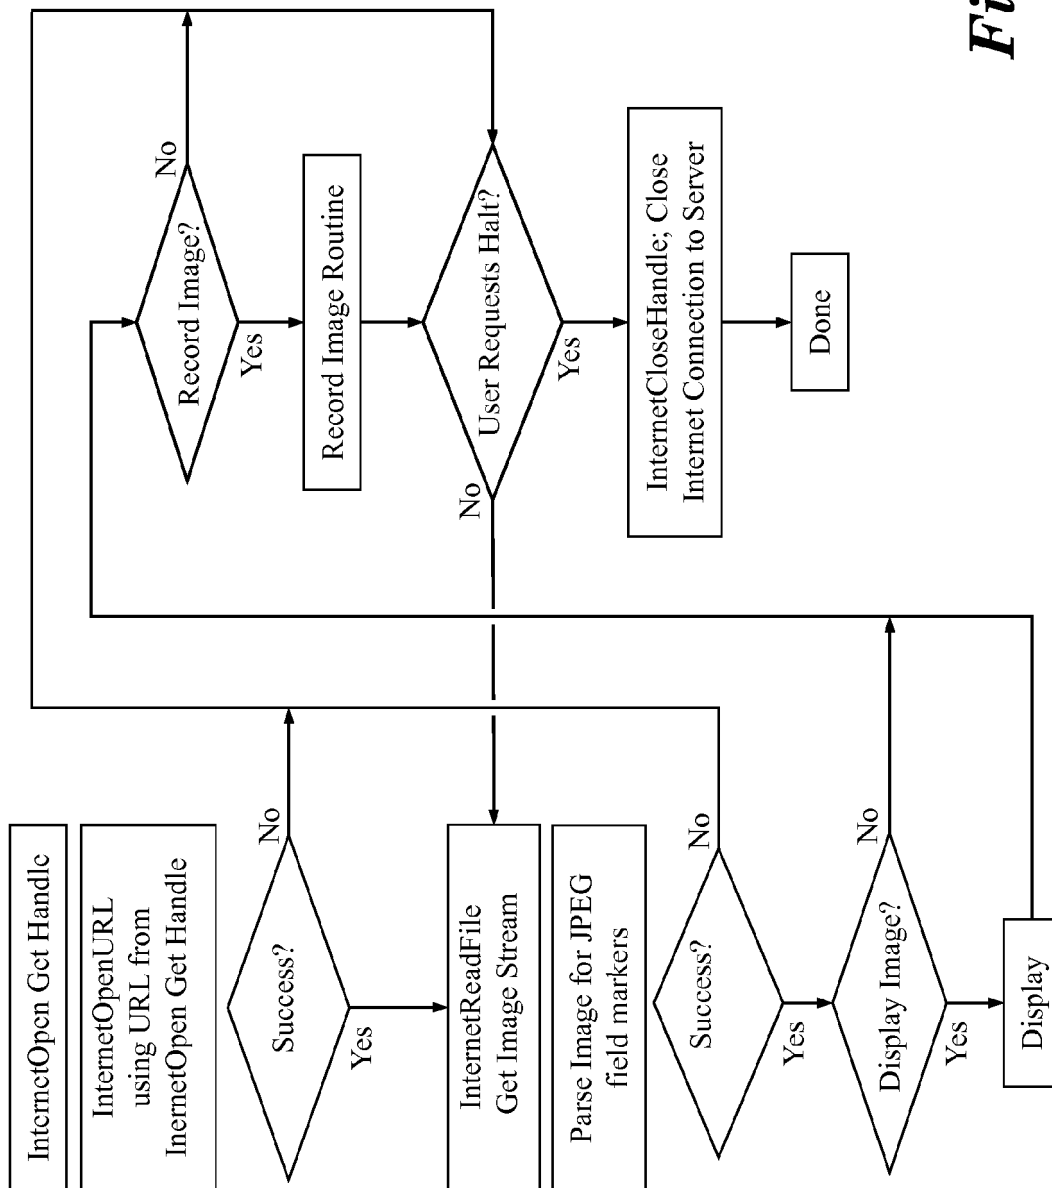 InternetOpen Get Handle
InternetOpenURL
using URL from
InernetOpen Get Handle
Success?
No
Yes
InternetReadFile
Get Image Stream
Parse Image for JPEG
field markers
Success?
No
Yes
Display Image?
No
Yes
Display
Record Image?
No
Yes
Record Image Routine
User Requests Halt?
No
Yes
InternetCloseHandle; Close
Internet Connection to Server
Done